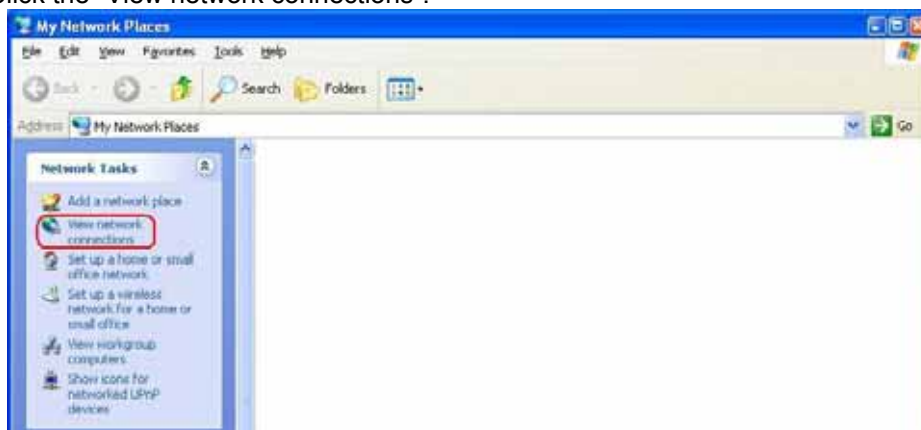 click the "View network connections".
My Network Places
File Edit View Favorites Tools Help
Back Search Folders
Address My Network Places Go
Network Tasks
Add a network place
View network
connections
Set up a home or small
office network
Set up a wireless
network for a home or
small office
View workgroup
computers
Show icons for
networked UPnP
devices